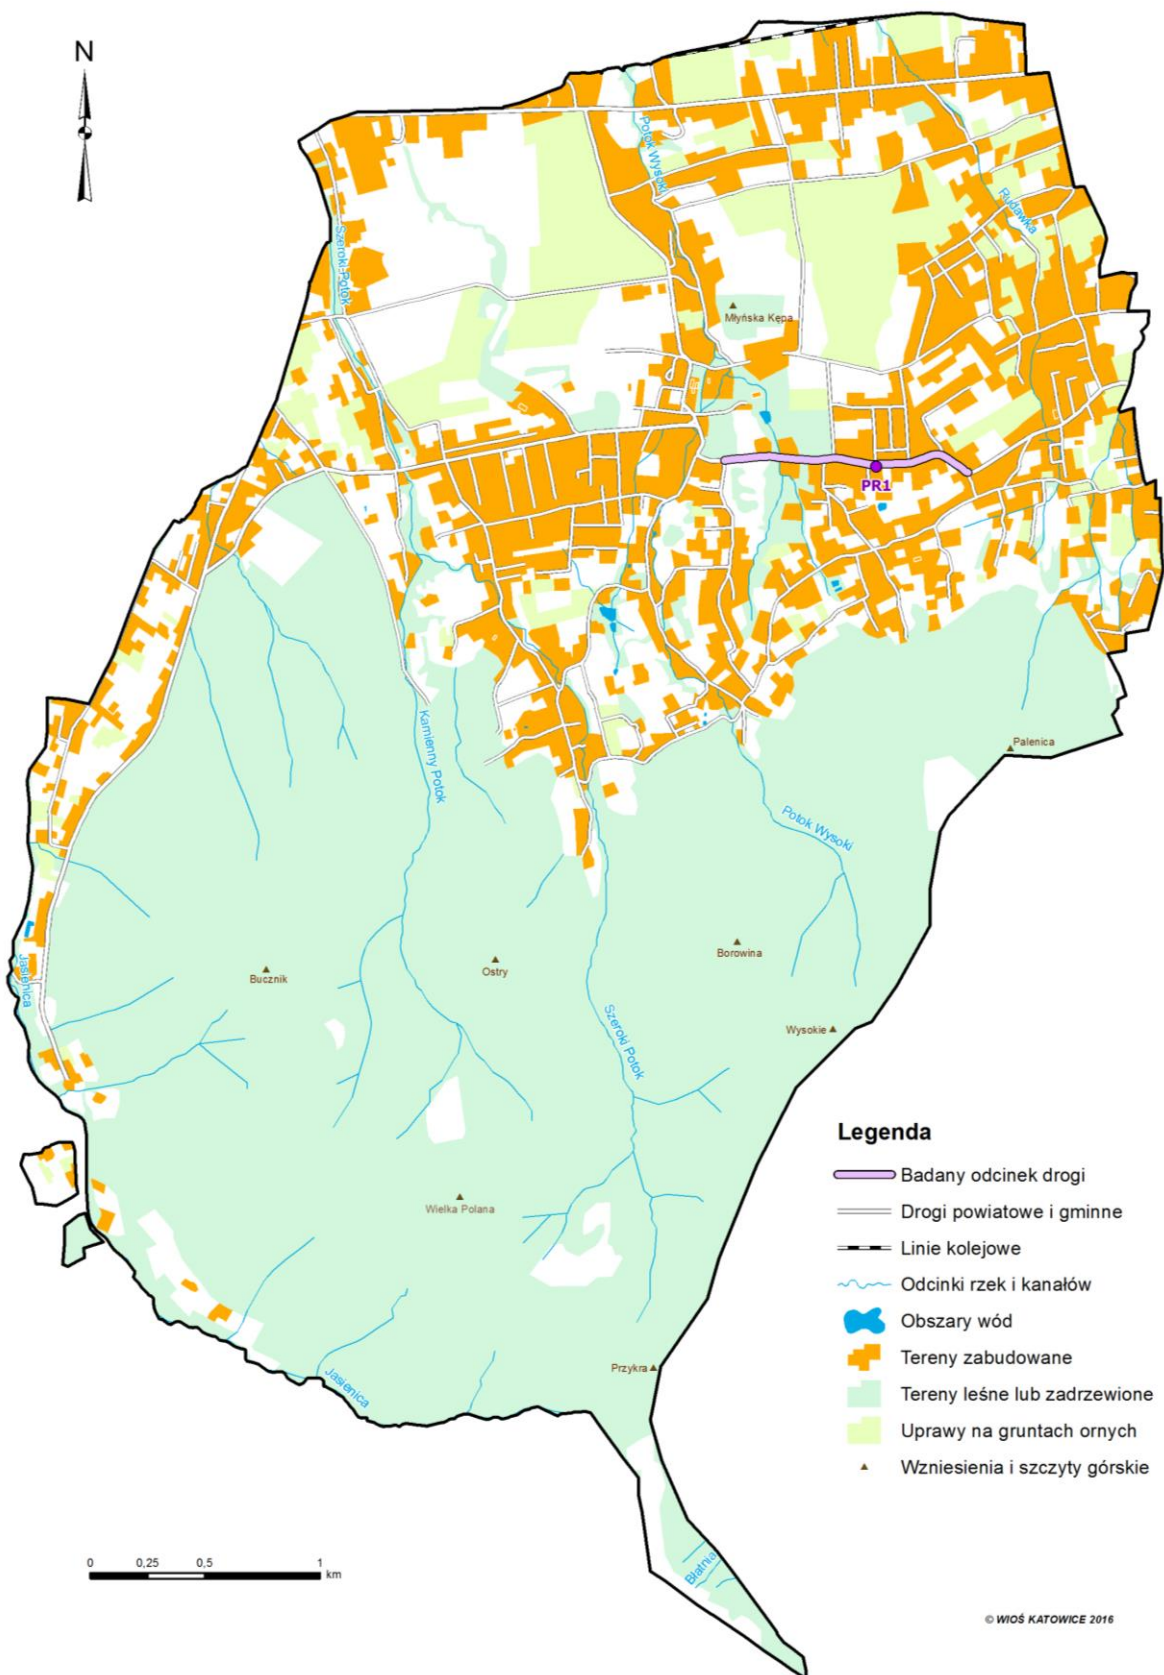 N
Potok Wysoki
Rudawka
Szeroki Potok
Młyńska Kępa
PR1
Kamienny Potok
Palenica
Potok Wysoki
Borowina
Ostry
Bucznik
Jasienica
Szeroki Potok
Wysokie
Wielka Polana
Przykra
Jasienica
Błatnia
Legenda
Badany odcinek drogi
Drogi powiatowe i gminne
Linie kolejowe
Odcinki rzek i kanałów
Obszary wód
Tereny zabudowane
Tereny leśne lub zadrzewione
Uprawy na gruntach ornych
Wzniesienia i szczyty górskie
0 0,25 0,5 1
km
© WIOŚ KATOWICE 2016